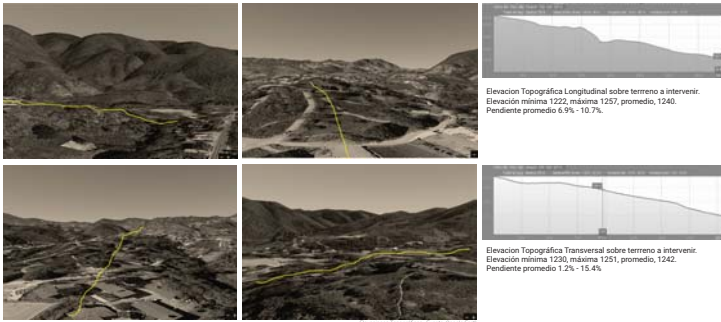 Elevacion Topográfica Longitudinal sobre terrreno a intervenir.
Elevación mínima 1222, máxima 1257, promedio, 1240.
Pendiente promedio 6.9% - 10.7%.
Elevacion Topográfica Transversal sobre terrreno a intervenir.
Elevación mínima 1230, máxima 1251, promedio, 1242.
Pendiente promedio 1.2% - 15.4%